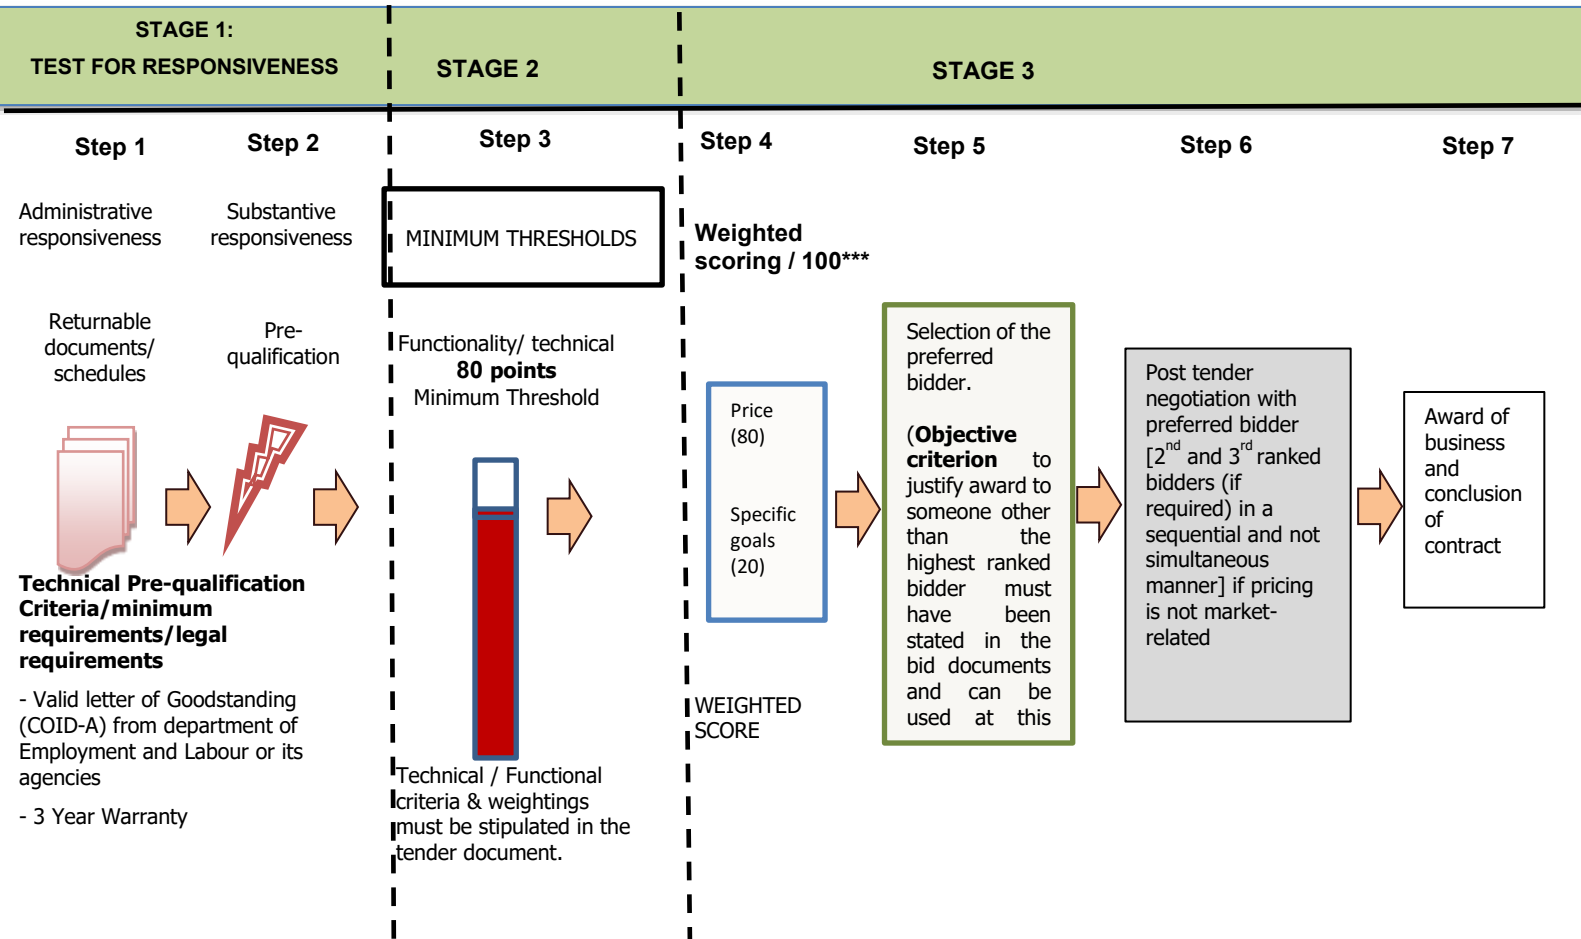 STAGE 1:
TEST FOR RESPONSIVENESS
STAGE 2
STAGE 3
Step 1
Step 2
Step 3
Step 4
Step 5
Step 6
Step 7
Administrative
responsiveness
Substantive
responsiveness
MINIMUM THRESHOLDS
Weighted
scoring / 100***
Returnable
documents/
schedules
Pre-
qualification
Functionality/ technical
80 points
Minimum Threshold
Price
(80)
Specific
goals
(20)
Selection of the
preferred
bidder.
(Objective
criterion to
justify award to
someone other
than the
highest ranked
bidder must
have been
stated in the
bid documents
and can be
used at this
Post tender
negotiation with
preferred bidder
[2nd and 3rd ranked
bidders (if
required) in a
sequential and not
simultaneous
manner] if pricing
is not market-
related
Award of
business
and
conclusion
of
contract
Technical Pre-qualification
Criteria/minimum
requirements/legal
requirements
- Valid letter of Goodstanding
(COID-A) from department of
Employment and Labour or its
agencies
- 3 Year Warranty
Technical / Functional
criteria & weightings
must be stipulated in the
tender document.
WEIGHTED
SCORE